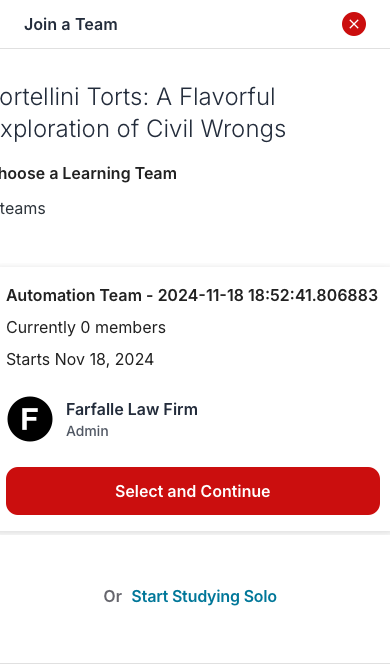 Join a Team
ortellini Torts: A Flavorful
xploration of Civil Wrongs
hoose a Learning Team
teams
Automation Team - 2024-11-18 18:52:41.806883
Currently 0 members
Starts Nov 18, 2024
F
Farfalle Law Firm
Admin
Select and Continue
Or Start Studying Solo